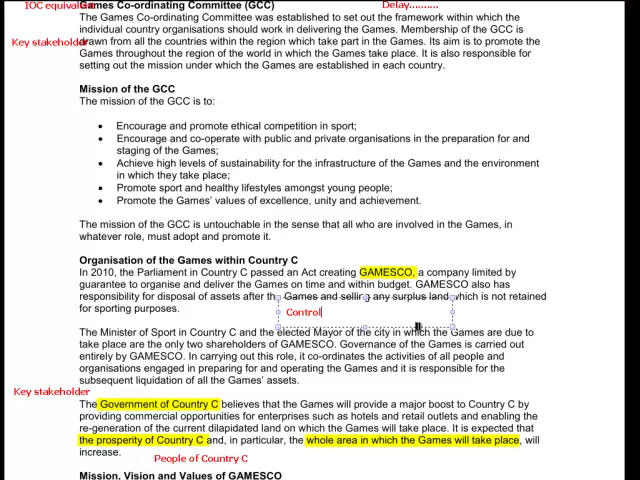 IOC equival
Games Co-ordinating Committee (GCC)
Delay..........
The Games Co-ordinating Committee was established to set out the framework within which the
individual country organisations should work in delivering the Games. Membership of the GCC is
Key stakeholder
drawn from all the countries within the region which take part in the Games. Its aim is to promote the
Games throughout the region of the world in which the Games take place. It is also responsible for
setting out the mission under which the Games are established in each country.
Mission of the GCC
The mission of the GCC is to:
• Encourage and promote ethical competition in sport;
• Encourage and co-operate with public and private organisations in the preparation for and
staging of the Games;
• Achieve high levels of sustainability for the infrastructure of the Games and the environment
in which they take place;
• Promote sport and healthy lifestyles amongst young people;
• Promote the Games' values of excellence, unity and achievement.
The mission of the GCC is untouchable in the sense that all who are involved in the Games, in
whatever role, must adopt and promote it.
Organisation of the Games within Country C
In 2010, the Parliament in Country C passed an Act creating GAMESCO, a company limited by
guarantee to organise and deliver the Games on time and within budget. GAMESCO also has
responsibility for disposal of assets after the Games and selling any surplus land which is not retained
for sporting purposes.
Control
The Minister of Sport in Country C and the elected Mayor of the city in which the Games are due to
take place are the only two shareholders of GAMESCO. Governance of the Games is carried out
entirely by GAMESCO. In carrying out this role, it co-ordinates the activities of all people and
organisations engaged in preparing for and operating the Games and it is responsible for the
subsequent liquidation of all the Games' assets.
Key stakeholder
The Government of Country C believes that the Games will provide a major boost to Country C by
providing commercial opportunities for enterprises such as hotels and retail outlets and enabling the
re-generation of the current dilapidated land on which the Games will take place. It is expected that
the prosperity of Country C and, in particular, the whole area in which the Games will take place, will
increase.
People of Country C
Mission, Vision and Values of GAMESCO